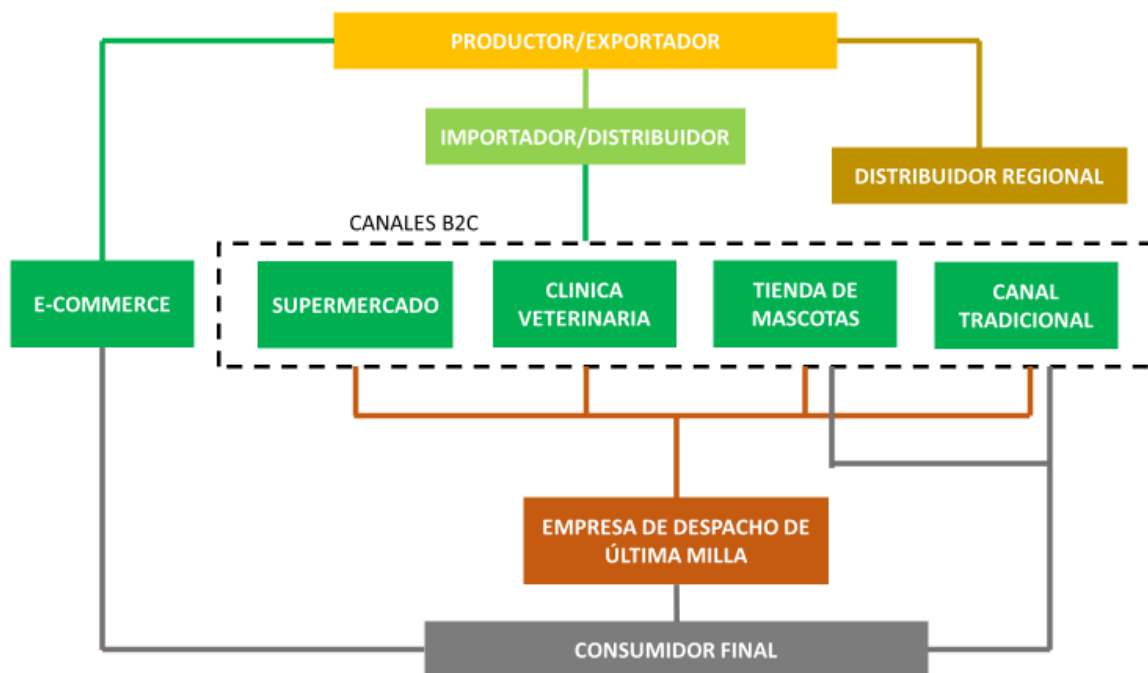 PRODUCTOR/EXPORTADOR
IMPORTADOR/DISTRIBUIDOR
DISTRIBUIDOR REGIONAL
CANALES B2C
E-COMMERCE
SUPERMERCADO
CLINICA
VETERINARIA
TIENDA DE
MASCOTAS
CANAL
TRADICIONAL
EMPRESA DE DESPACHO DE
ÚLTIMA MILLA
CONSUMIDOR FINAL